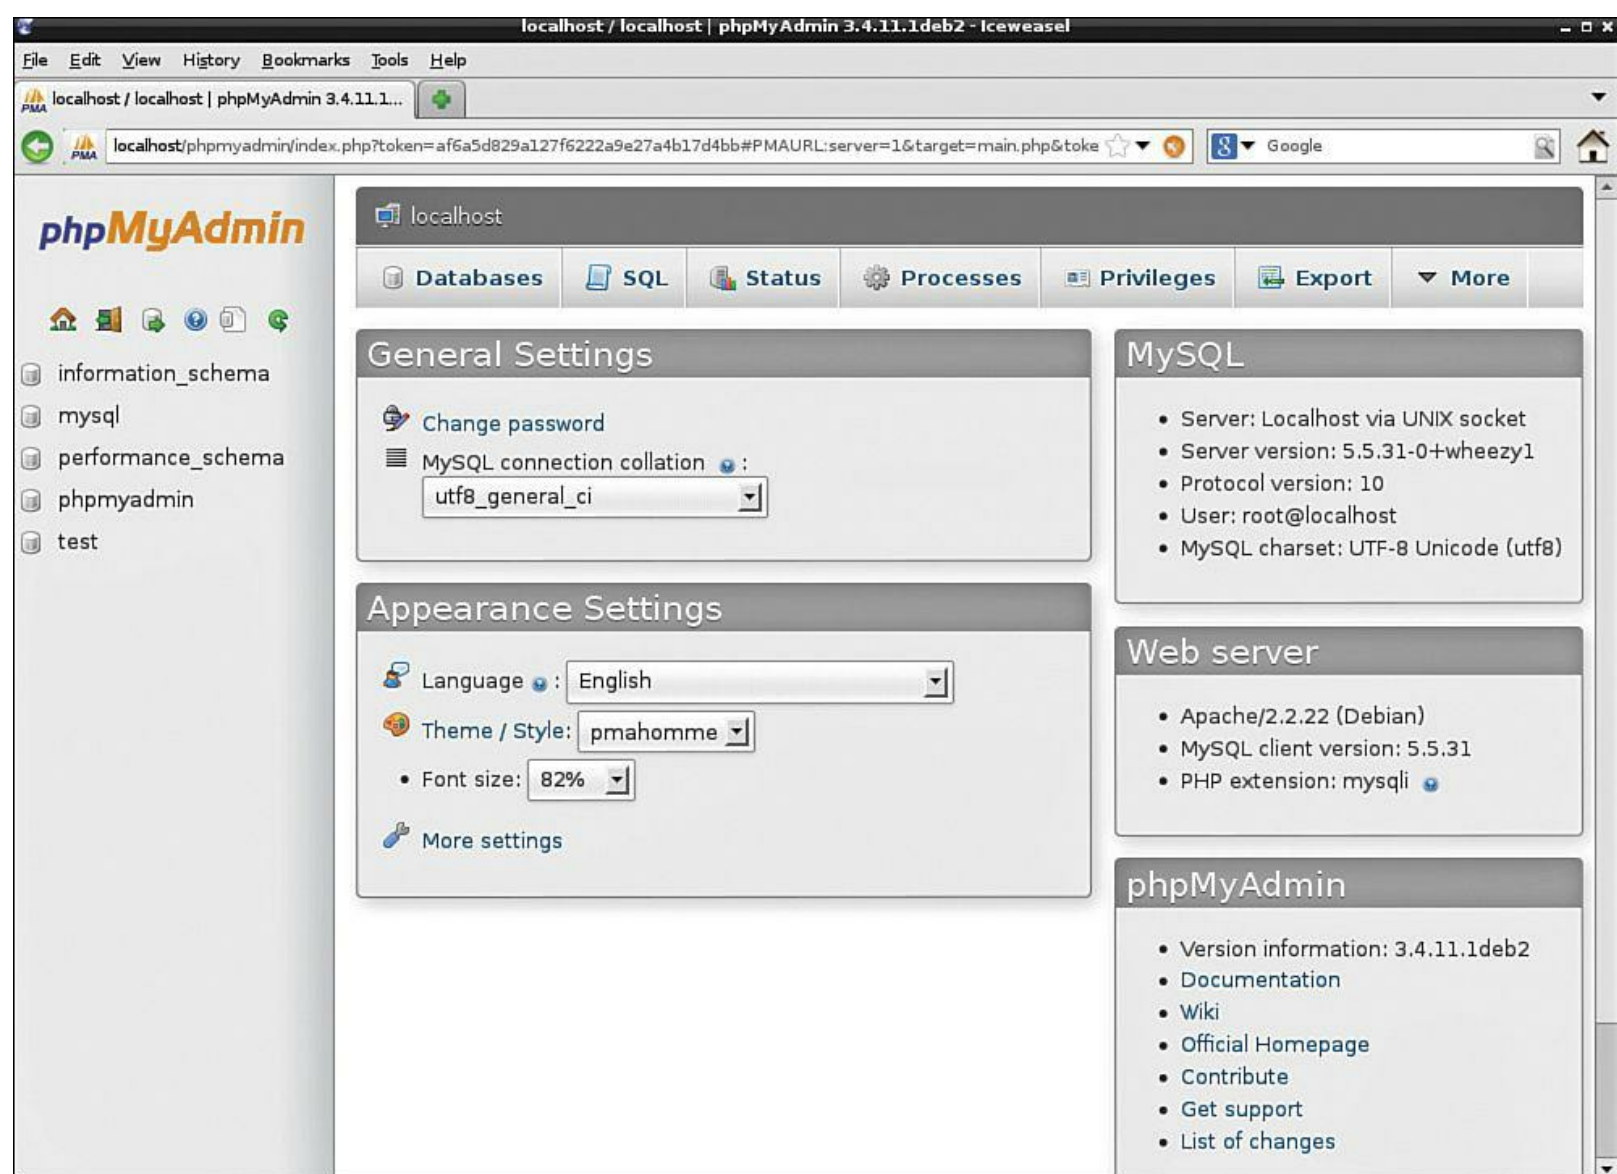 localhost / localhost | phpMyAdmin 3.4.11.1deb2 - Iceweasel
File Edit View History Bookmarks Tools Help
PMA localhost / localhost | phpMyAdmin 3.4.11.1...
PMA localhost/phpmyadmin/index.php?token=af6a5d829a127f6222a9e27a4b17d4bb#PMAURL:server=1&target=main.php&toke 8 Google
phpMyAdmin
information_schema
mysql
performance_schema
phpmyadmin
test
localhost
Databases SQL Status Processes Privileges Export More
General Settings
Change password
MySQL connection collation :
utf8_general_ci
Appearance Settings
Language : English
Theme / Style: pmahomme
• Font size: 82%
More settings
MySQL
• Server: Localhost via UNIX socket
• Server version: 5.5.31-0+wheezy1
• Protocol version: 10
• User: root@localhost
• MySQL charset: UTF-8 Unicode (utf8)
Web server
• Apache/2.2.22 (Debian)
• MySQL client version: 5.5.31
• PHP extension: mysqli
phpMyAdmin
• Version information: 3.4.11.1deb2
• Documentation
• Wiki
• Official Homepage
• Contribute
• Get support
• List of changes